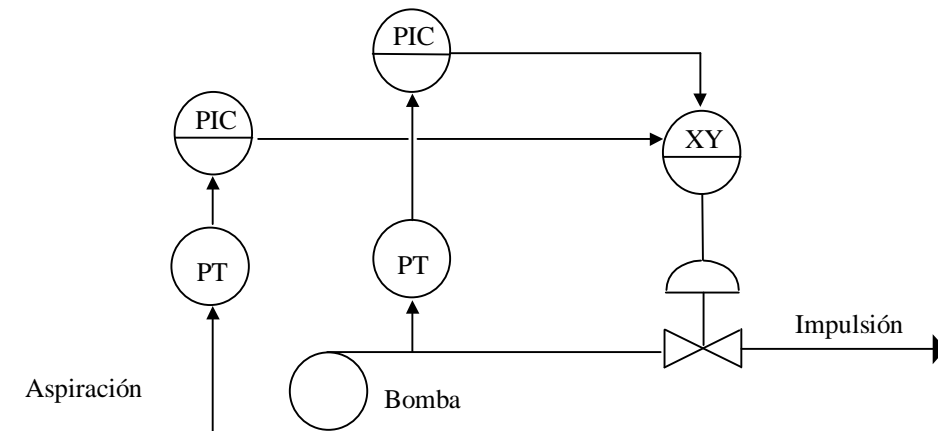 PIC
PIC
XY
PT
PT
Impulsión
Aspiración
Bomba